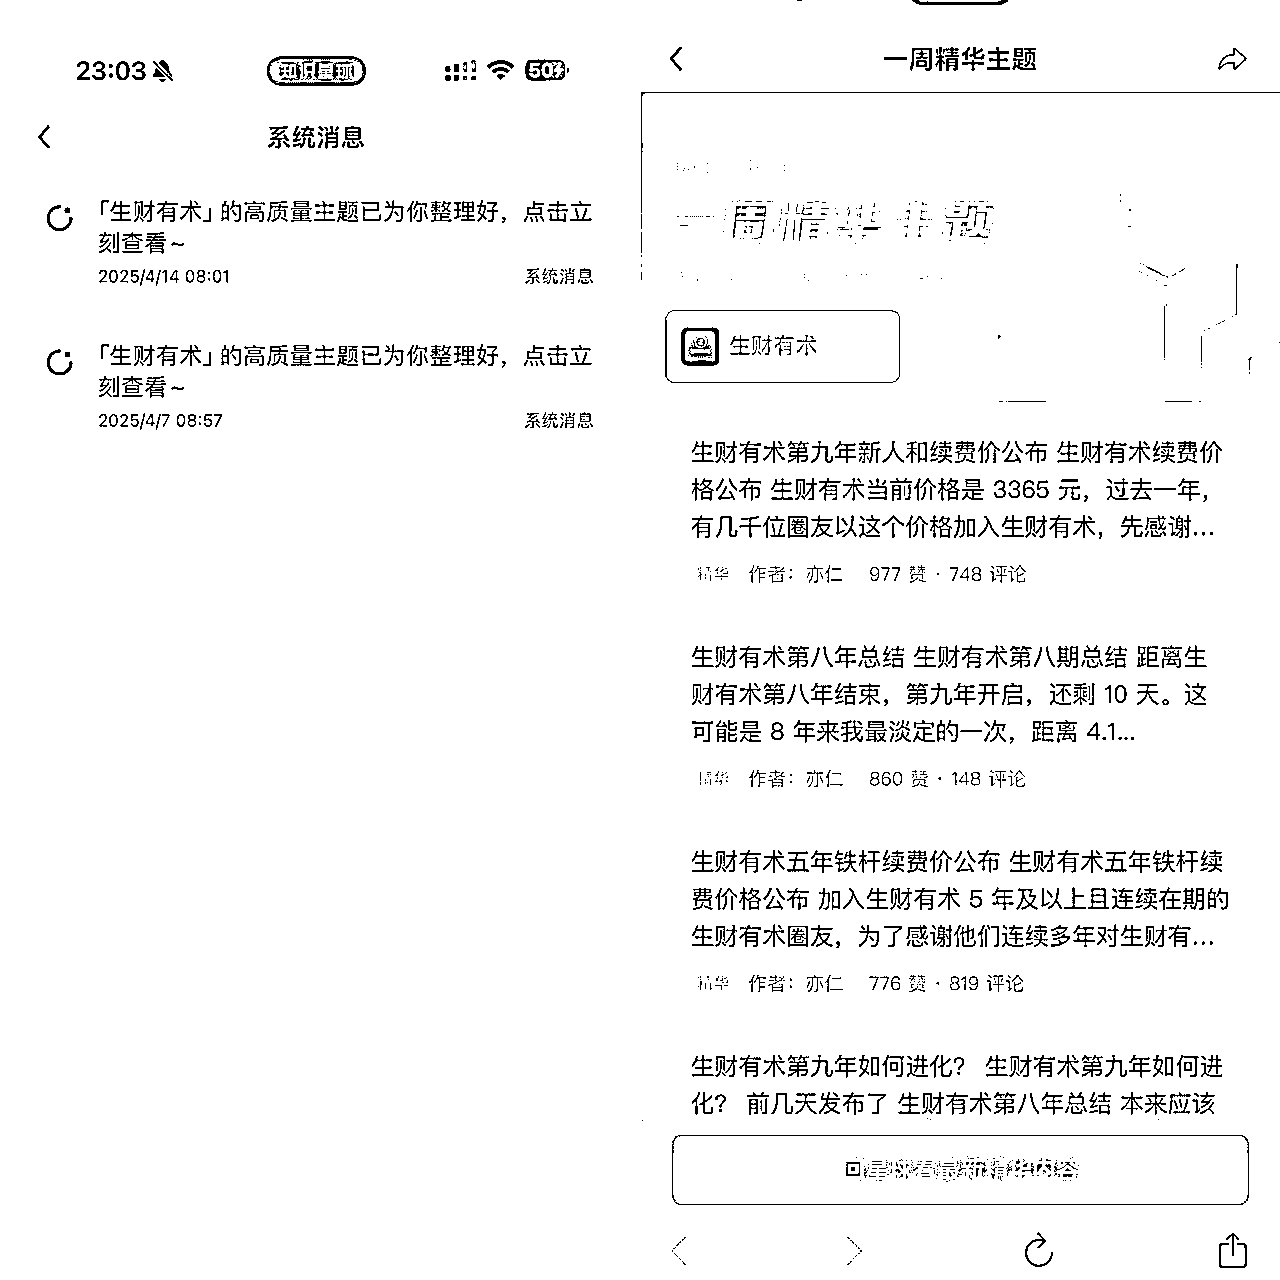 23:03
知识星球
50
系统消息
「生财有术」的高质量主题已为你整理好，点击立
刻查看~
2025/4/14 08:01
系统消息
「生财有术」的高质量主题已为你整理好，点击立
刻查看~
2025/4/7 08:57
系统消息
一周精华主题
一周精华主题
生财有术
生财有术第九年新人和续费价公布 生财有术续费价
格公布 生财有术当前价格是 3365 元，过去一年，
有几千位圈友以这个价格加入生财有术，先感谢...
精华 作者：亦仁 977 赞 · 748 评论
生财有术第八年总结 生财有术第八期总结 距离生
财有术第八年结束，第九年开启，还剩 10 天。这
可能是 8 年来我最淡定的一次，距离 4.1...
精华 作者：亦仁 860 赞 · 148 评论
生财有术五年铁杆续费价公布 生财有术五年铁杆续
费价格公布 加入生财有术 5 年及以上且连续在期的
生财有术圈友，为了感谢他们连续多年对生财有...
精华 作者：亦仁 776 赞 · 819 评论
生财有术第九年如何进化？ 生财有术第九年如何进
化？ 前几天发布了 生财有术第八年总结 本来应该
回星球看最新精华内容